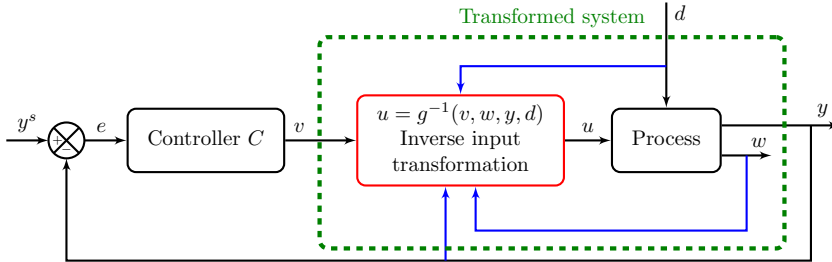 Transformed system
d
y^s
+
−
e
Controller C
v
u = g^{-1}(v, w, y, d)
Inverse input
transformation
u
Process
y
w